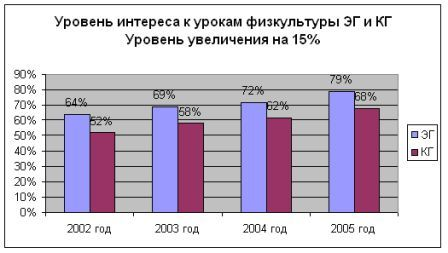 Уровень интереса к урокам физкультуры ЭГ и КГ
Уровень увеличения на 15%
90%
80%
70%
60%
50%
40%
30%
20%
10%
0%
64%
52%
69%
58%
72%
62%
79%
68%
2002 год
2003 год
2004 год
2005 год
ЭГ
КГ